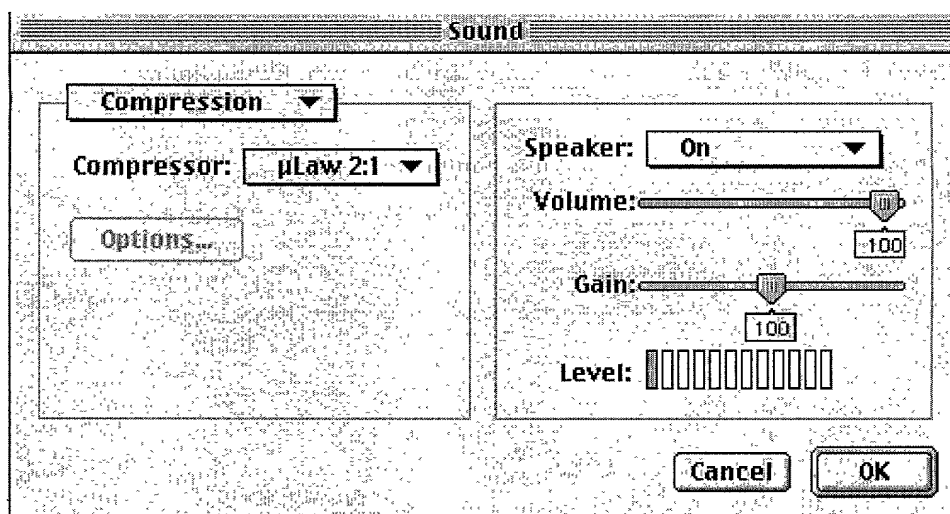 Sound
Compression
Compressor: µLaw 2:1
Options...
Speaker: On
Volume:
100
Gain:
100
Level:
Cancel OK